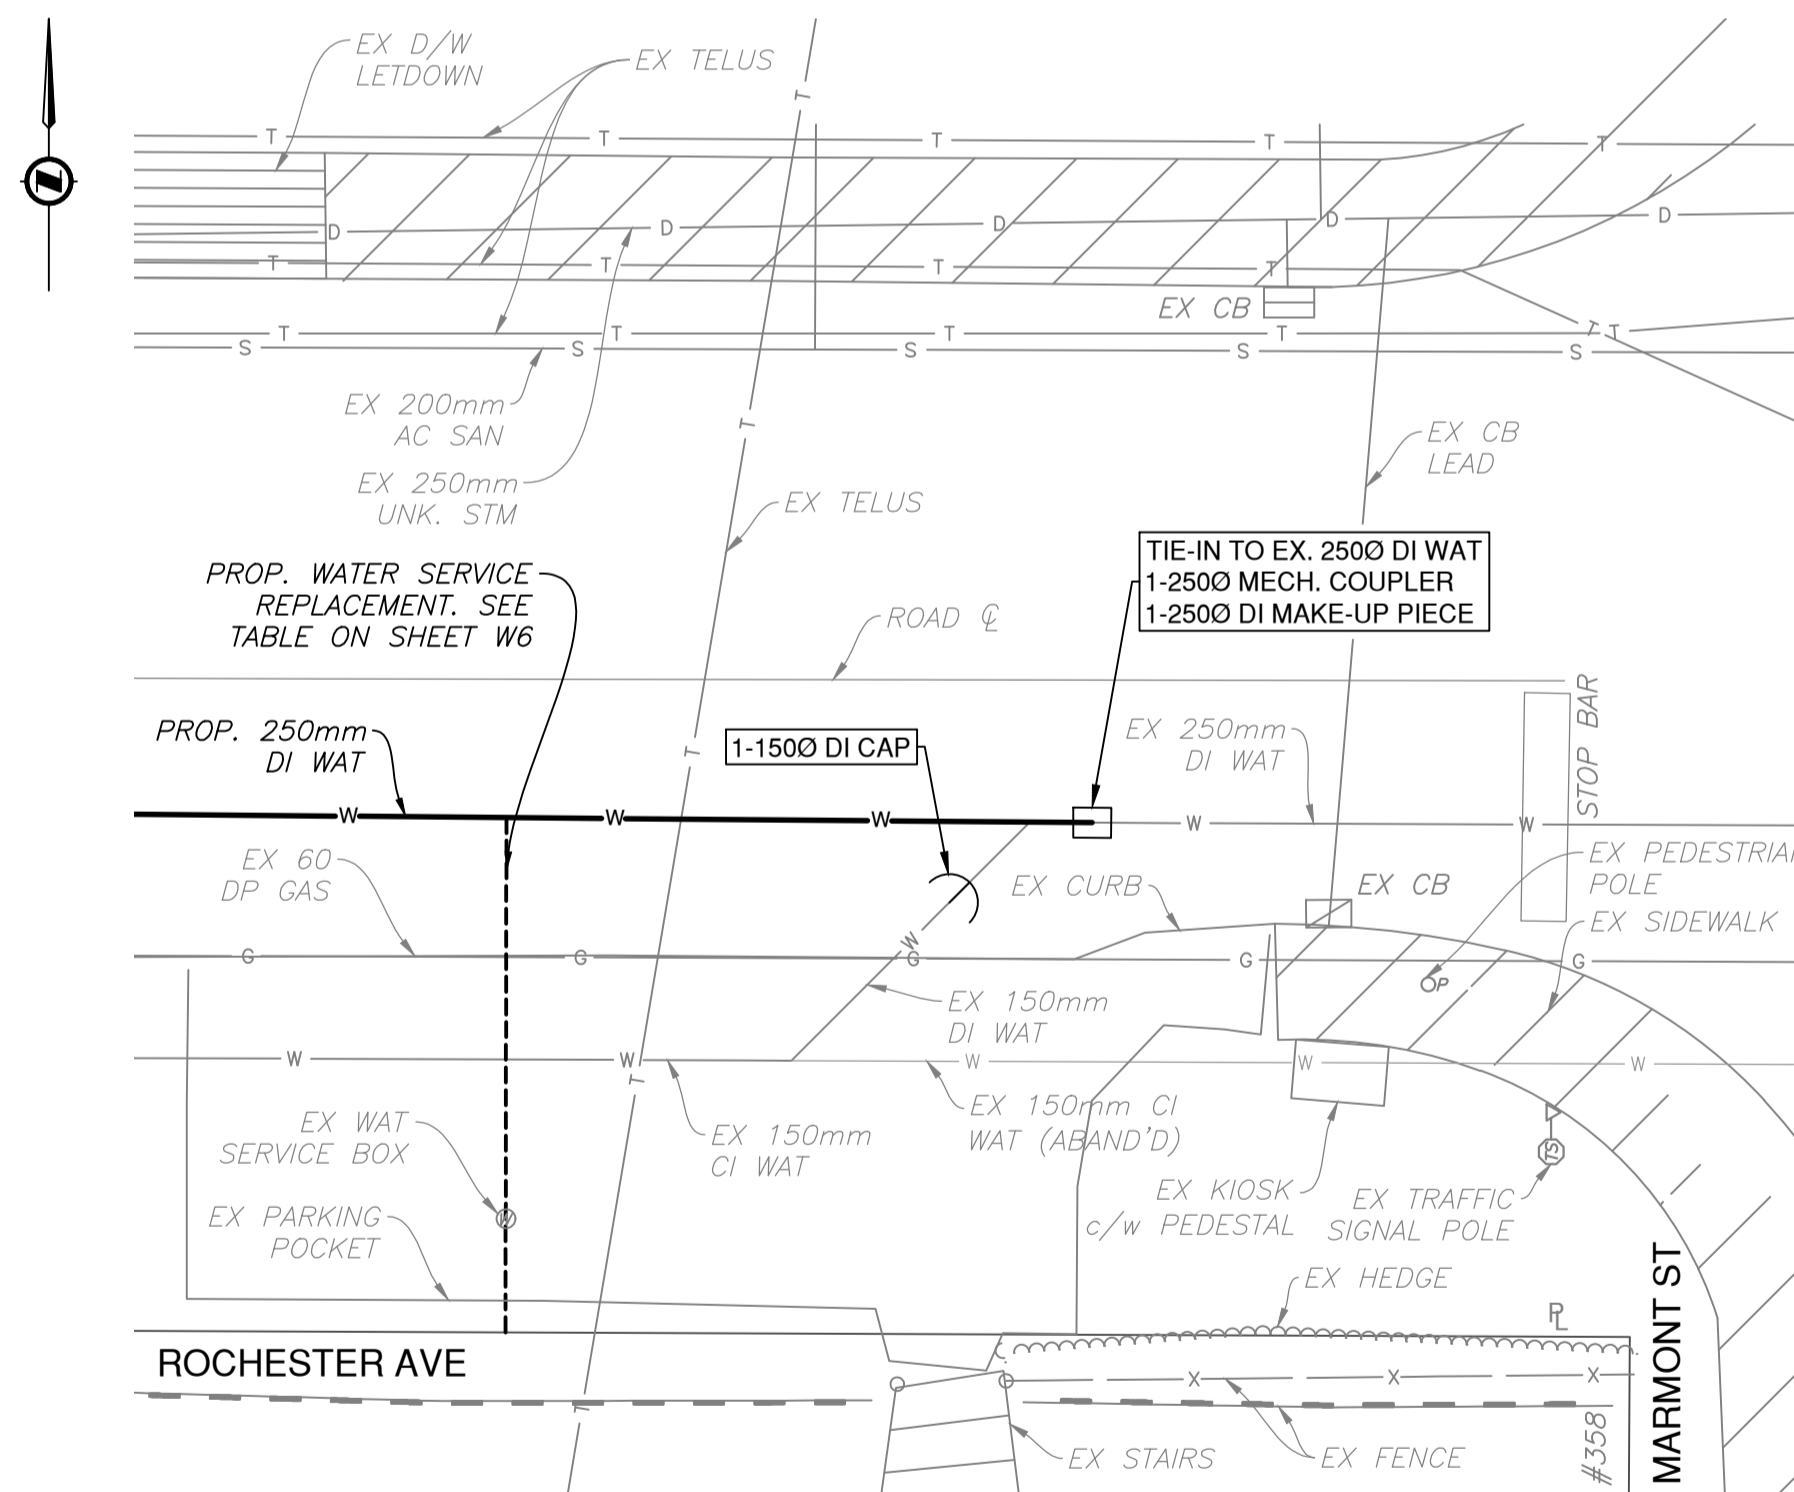 EX D/W
LETDOWN
EX TELUS
T
T
T
T
T
T
D
D
D
D
D
T
T
T
T
EX CB
T
T
T
T
T
T
S
S
S
S
S
EX 200mm
AC SAN
T
EX CB
LEAD
EX 250mm
UNK. STM
EX TELUS
TIE-IN TO EX. 250Ø DI WAT
1-250Ø MECH. COUPLER
1-250Ø DI MAKE-UP PIECE
PROP. WATER SERVICE
REPLACEMENT. SEE
TABLE ON SHEET W6
ROAD ℄
STOP BAR
PROP. 250mm
DI WAT
T
1-150Ø DI CAP
EX 250mm
DI WAT
W
W
W
W
W
EX 60
DP GAS
EX CURB
EX CB
EX PEDESTRIA
POLE
EX SIDEWALK
W
G
G
G
G
G
OP
EX 150mm
DI WAT
W
W
W
W
W
T
EX 150mm CI
WAT (ABAND'D)
EX WAT
SERVICE BOX
EX 150mm
CI WAT
TS
EX KIOSK
c/w PEDESTAL
EX TRAFFIC
SIGNAL POLE
W
EX PARKING
POCKET
EX HEDGE
PL
ROCHESTER AVE
MARMONT ST
X
X
X
T
EX STAIRS
EX FENCE
#358